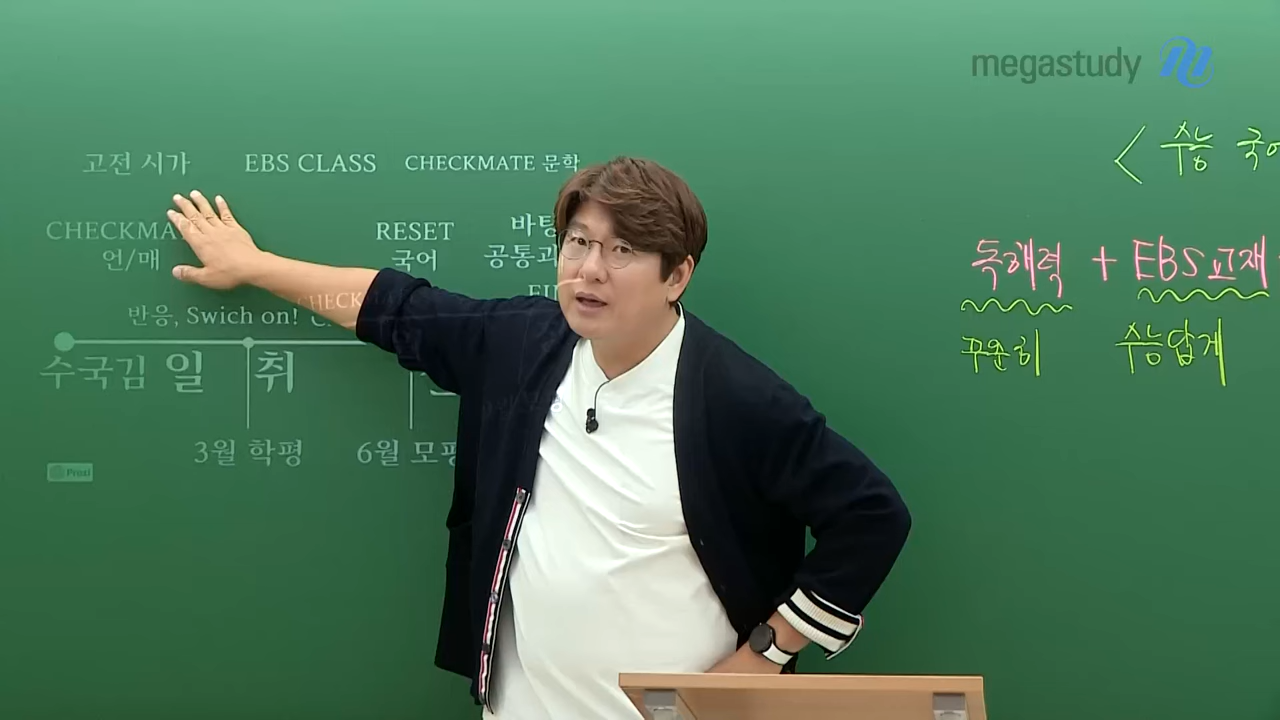 megastudy
< 수능 국어
고전 시가 EBS CLASS CHECKMATE 문학
CHECKMA RESET 바탕
언/매 국어 공통과
독해력 + EBS교재
CHECK
반응, Swich on!
꾸준히 수능답게
수국김 일 취
3월 학평 6월 모평
Prezi